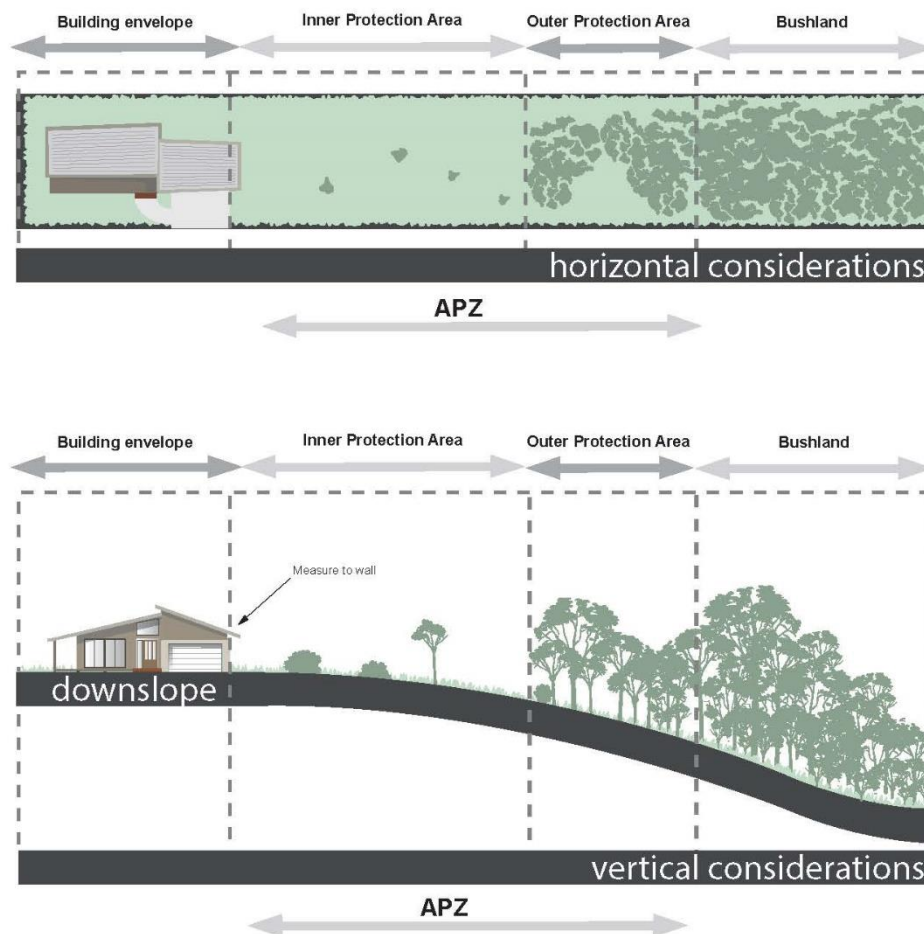 Building envelope
Inner Protection Area
Outer Protection Area
Bushland
horizontal considerations
APZ
Building envelope
Inner Protection Area
Outer Protection Area
Bushland
Measure to wall
downslope
vertical considerations
APZ